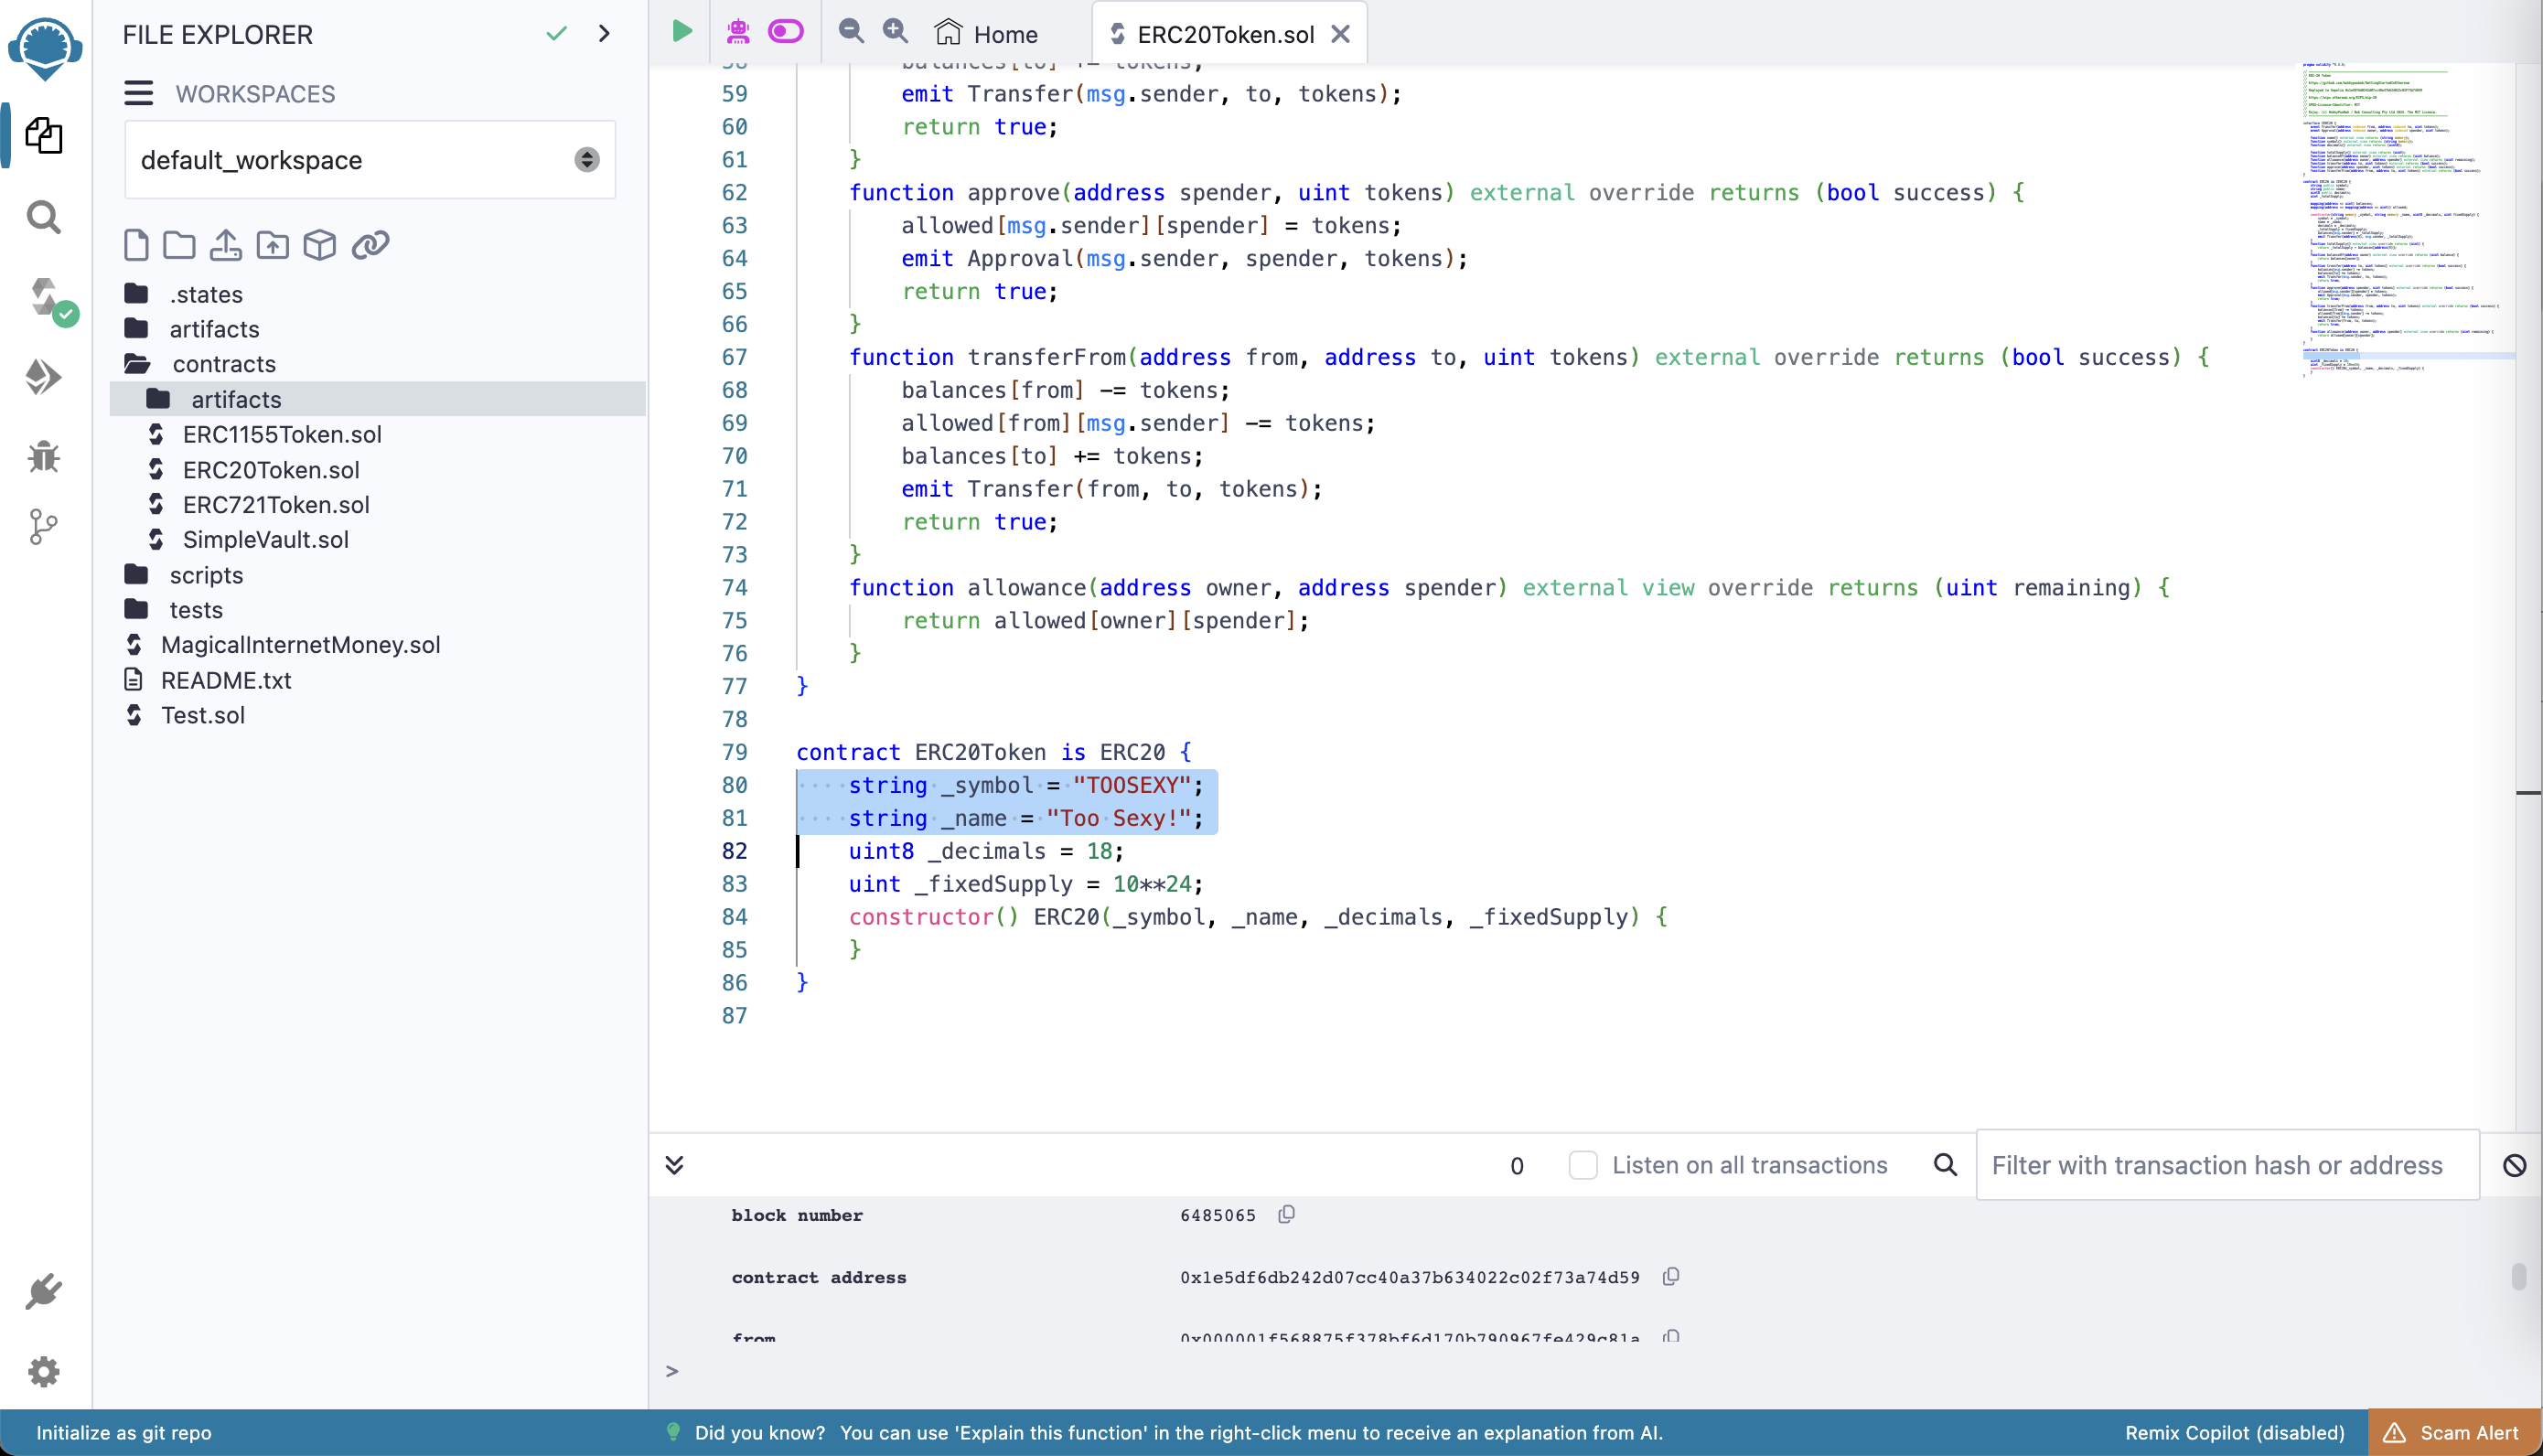 FILE EXPLORER
WORKSPACES
default_workspace
.states
artifacts
contracts
artifacts
ERC1155Token.sol
ERC20Token.sol
ERC721Token.sol
SimpleVault.sol
scripts
tests
MagicalInternetMoney.sol
README.txt
Test.sol
Home
ERC20Token.sol
58 balances[to] += tokens;
59 emit Transfer(msg.sender, to, tokens);
60 return true;
61 }
62 function approve(address spender, uint tokens) external override returns (bool success) {
63 allowed[msg.sender][spender] = tokens;
64 emit Approval(msg.sender, spender, tokens);
65 return true;
66 }
67 function transferFrom(address from, address to, uint tokens) external override returns (bool success) {
68 balances[from] -= tokens;
69 allowed[from][msg.sender] -= tokens;
70 balances[to] += tokens;
71 emit Transfer(from, to, tokens);
72 return true;
73 }
74 function allowance(address owner, address spender) external view override returns (uint remaining) {
75 return allowed[owner][spender];
76 }
77 }
78
79 contract ERC20Token is ERC20 {
80 string _symbol = "TOOSEXY";
81 string _name = "Too Sexy!";
82 uint8 _decimals = 18;
83 uint _fixedSupply = 10**24;
84 constructor() ERC20(_symbol, _name, _decimals, _fixedSupply) {
85 }
86 }
87
0 Listen on all transactions Filter with transaction hash or address
block number 6485065
contract address 0x1e5df6db242d07cc40a37b634022c02f73a74d59
from 0x000001f568875f378bf6d170b790967fe429c81a
>
Initialize as git repo
Did you know? You can use 'Explain this function' in the right-click menu to receive an explanation from AI.
Remix Copilot (disabled)
Scam Alert